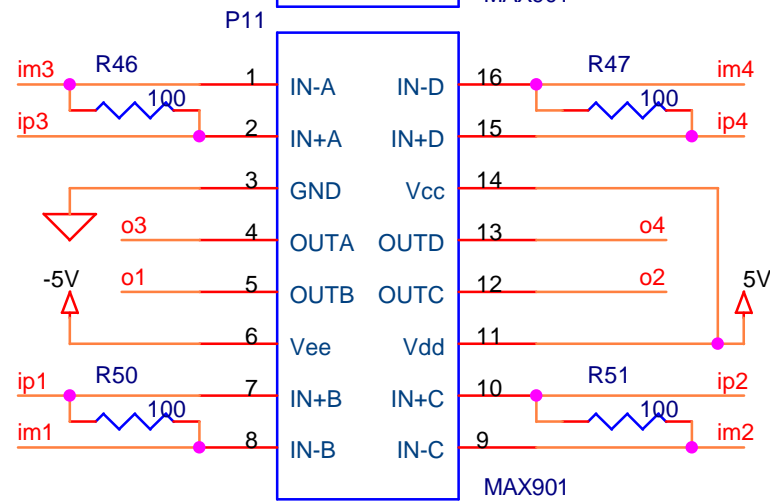 MAX901
P11
im3 R46 1 IN-A IN-D 16 R47 im4
100 100
ip3 2 IN+A IN+D 15 ip4
3 GND Vcc 14
o3 4 OUTA OUTD 13 o4
-5V o1 5 OUTB OUTC 12 o2 5V
6 Vee Vdd 11
ip1 R50 7 IN+B IN+C 10 R51 ip2
100 100
im1 8 IN-B IN-C 9 im2
MAX901